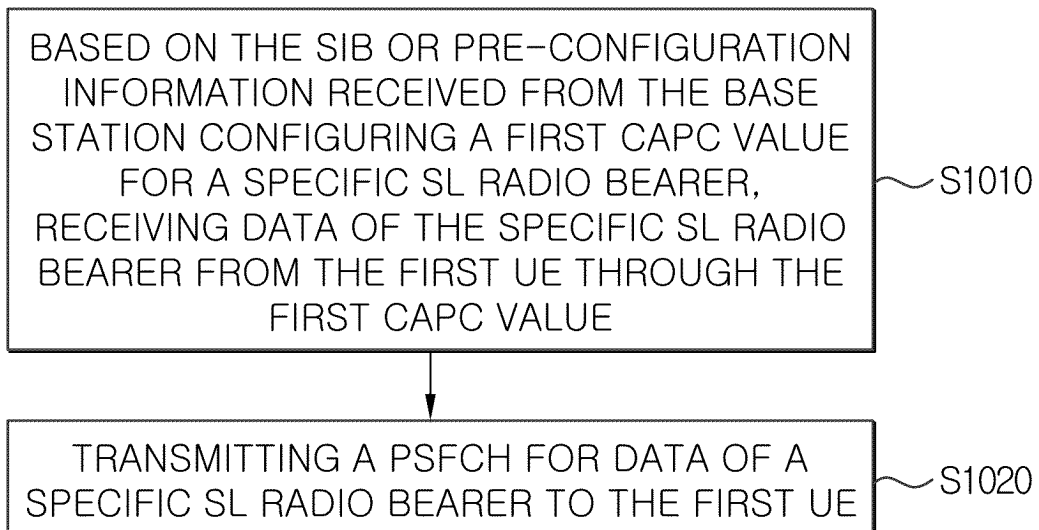 BASED ON THE SIB OR PRE-CONFIGURATION
INFORMATION RECEIVED FROM THE BASE
STATION CONFIGURING A FIRST CAPC VALUE
FOR A SPECIFIC SL RADIO BEARER,
RECEIVING DATA OF THE SPECIFIC SL RADIO
BEARER FROM THE FIRST UE THROUGH THE
FIRST CAPC VALUE
S1010
TRANSMITTING A PSFCH FOR DATA OF A
SPECIFIC SL RADIO BEARER TO THE FIRST UE
S1020